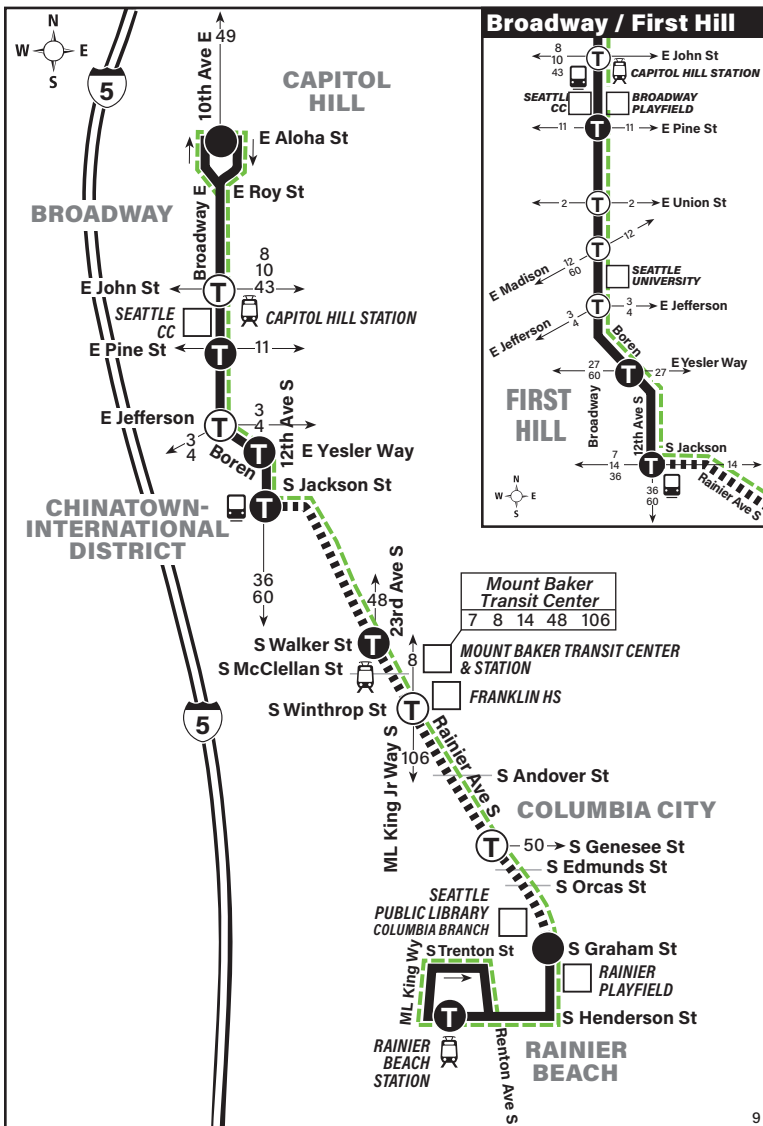 N
W E
S
5
10th Ave E
49
CAPITOL
HILL
E Aloha St
E Roy St
BROADWAY
Broadway E
8
10
43
E John St
T
SEATTLE
CC
CAPITOL HILL STATION
E Pine St
T
11
E Jefferson
T
3
4
3
4
Boren
12th Ave S
T
E Yesler Way
S Jackson St
T
CHINATOWN-
INTERNATIONAL
DISTRICT
36
60
48
23rd Ave S
Mount Baker
Transit Center
7 8 14 48 106
S Walker St
T
8
MOUNT BAKER TRANSIT CENTER
& STATION
S McClellan St
FRANKLIN HS
S Winthrop St
T
5
ML King Jr Way S
106
Rainier Ave S
S Andover St
COLUMBIA CITY
T
50
S Genesee St
S Edmunds St
S Orcas St
SEATTLE
PUBLIC LIBRARY
COLUMBIA BRANCH
S Graham St
S Trenton St
ML King Wy
RAINIER
PLAYFIELD
T
S Henderson St
RAINIER
BEACH
STATION
Renton Ave S
RAINIER
BEACH
9
Broadway / First Hill
8
10
43
T
E John St
CAPITOL HILL STATION
SEATTLE
CC
BROADWAY
PLAYFIELD
11
T
11
E Pine St
2
T
2
E Union St
12
T
12
60
E Madison
SEATTLE
UNIVERSITY
T
3
4
E Jefferson
3
4
E Jefferson
Boren
27
60
T
27
E Yesler Way
FIRST
HILL
Broadway
12th Ave S
S Jackson
7
14
36
T
14
Rainier Ave S
36
60
N
W E
S